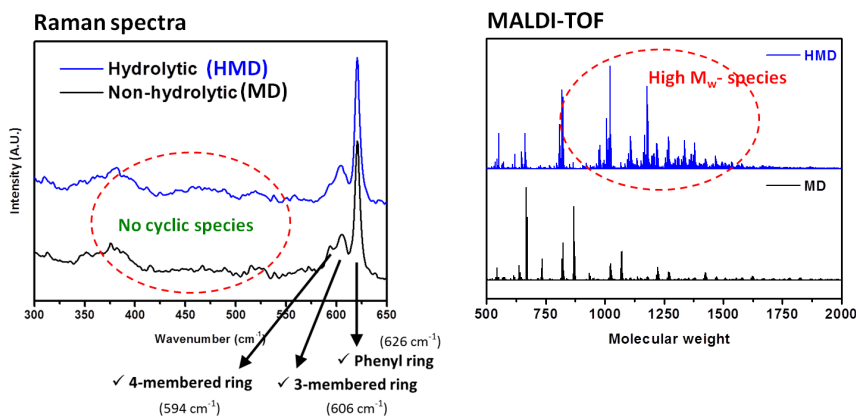 Raman spectra
Hydrolytic (HMD)
Non-hydrolytic (MD)
No cyclic species
Intensity (A.U.)
300 350 400 450 500 550 600 650
Wavenumber (cm⁻¹)
(626 cm⁻¹)
✓ Phenyl ring
✓ 4-membered ring
✓ 3-membered ring
(594 cm⁻¹)
(606 cm⁻¹)
MALDI-TOF
HMD
High Mw- species
MD
500 750 1000 1250 1500 1750 2000
Molecular weight